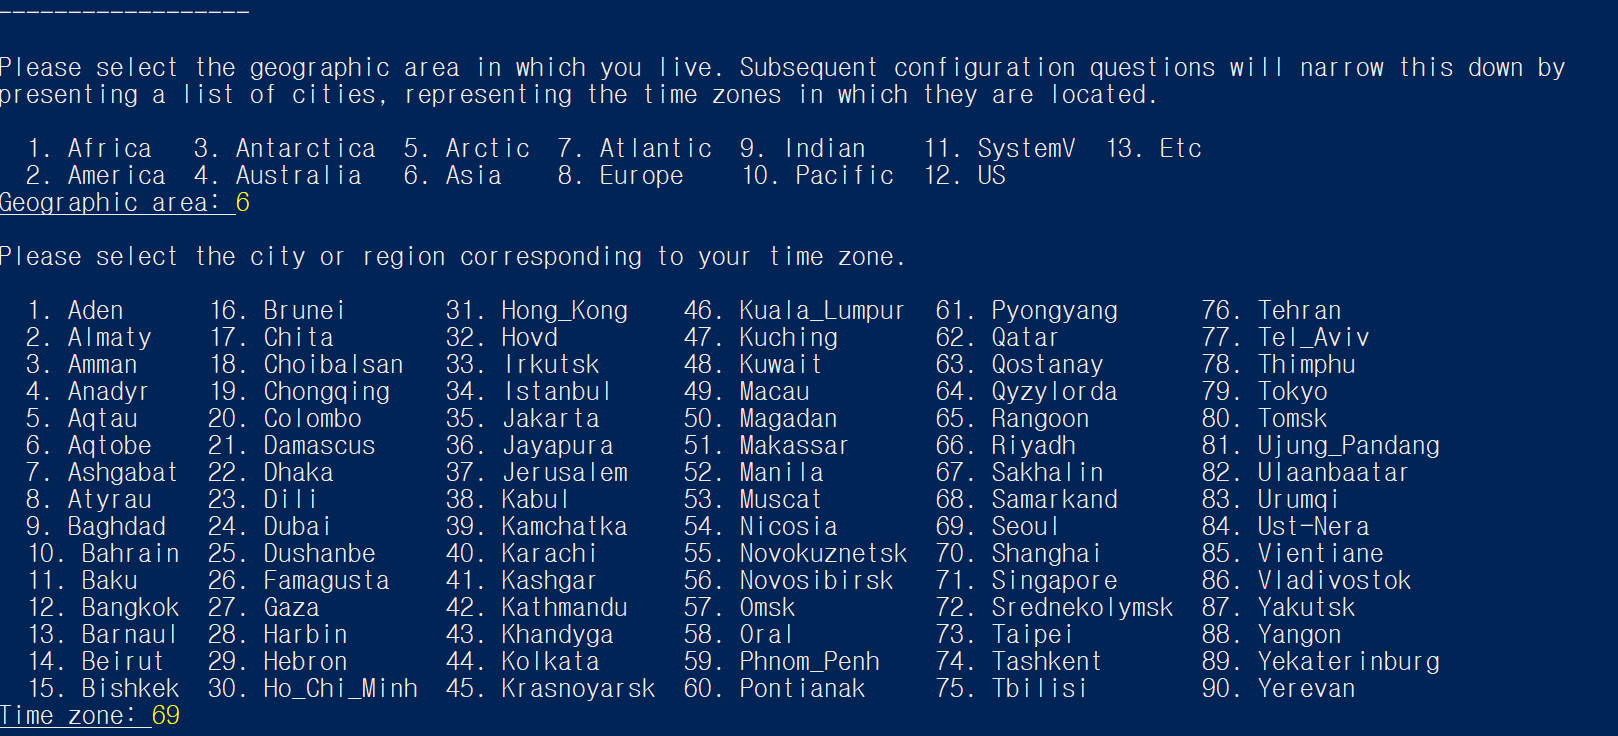 ------------------
Please select the geographic area in which you live. Subsequent configuration questions will narrow this down by
presenting a list of cities, representing the time zones in which they are located.
1. Africa 3. Antarctica 5. Arctic 7. Atlantic 9. Indian 11. SystemV 13. Etc
2. America 4. Australia 6. Asia 8. Europe 10. Pacific 12. US
Geographic area: 6
Please select the city or region corresponding to your time zone.
1. Aden 16. Brunei 31. Hong_Kong 46. Kuala_Lumpur 61. Pyongyang 76. Tehran
2. Almaty 17. Chita 32. Hovd 47. Kuching 62. Qatar 77. Tel_Aviv
3. Amman 18. Choibalsan 33. Irkutsk 48. Kuwait 63. Qostanay 78. Thimphu
4. Anadyr 19. Chongqing 34. Istanbul 49. Macau 64. Qyzylorda 79. Tokyo
5. Aqtau 20. Colombo 35. Jakarta 50. Magadan 65. Rangoon 80. Tomsk
6. Aqtobe 21. Damascus 36. Jayapura 51. Makassar 66. Riyadh 81. Ujung_Pandang
7. Ashgabat 22. Dhaka 37. Jerusalem 52. Manila 67. Sakhalin 82. Ulaanbaatar
8. Atyrau 23. Dili 38. Kabul 53. Muscat 68. Samarkand 83. Urumqi
9. Baghdad 24. Dubai 39. Kamchatka 54. Nicosia 69. Seoul 84. Ust-Nera
10. Bahrain 25. Dushanbe 40. Karachi 55. Novokuznetsk 70. Shanghai 85. Vientiane
11. Baku 26. Famagusta 41. Kashgar 56. Novosibirsk 71. Singapore 86. Vladivostok
12. Bangkok 27. Gaza 42. Kathmandu 57. Omsk 72. Srednekolymsk 87. Yakutsk
13. Barnaul 28. Harbin 43. Khandyga 58. Oral 73. Taipei 88. Yangon
14. Beirut 29. Hebron 44. Kolkata 59. Phnom_Penh 74. Tashkent 89. Yekaterinburg
15. Bishkek 30. Ho_Chi_Minh 45. Krasnoyarsk 60. Pontianak 75. Tbilisi 90. Yerevan
Time zone: 69